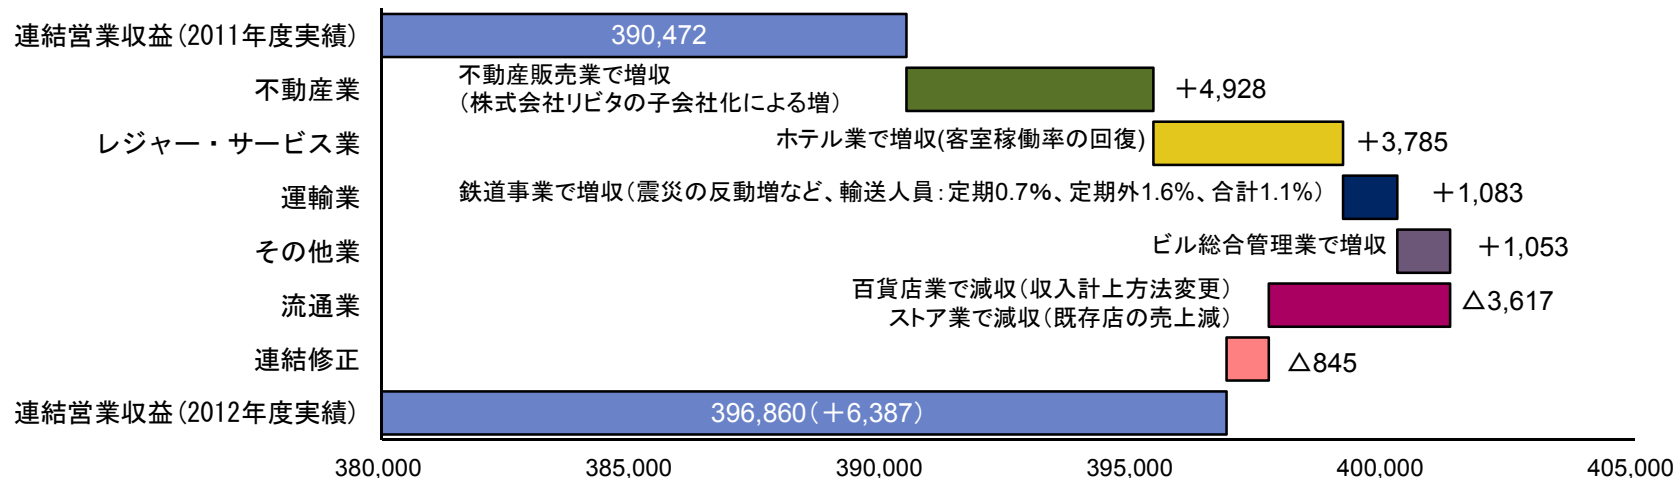 連結営業収益(2011年度実績)
390,472
不動産業
不動産販売業で増収
(株式会社リビタの子会社化による増)
＋4,928
レジャー・サービス業
ホテル業で増収(客室稼働率の回復)
＋3,785
運輸業
鉄道事業で増収(震災の反動増など、輸送人員：定期0.7%、定期外1.6%、合計1.1%)
＋1,083
その他業
ビル総合管理業で増収
＋1,053
流通業
百貨店業で減収(収入計上方法変更)
ストア業で減収(既存店の売上減)
△3,617
連結修正
△845
連結営業収益(2012年度実績)
396,860(＋6,387)
380,000 385,000 390,000 395,000 400,000 405,000